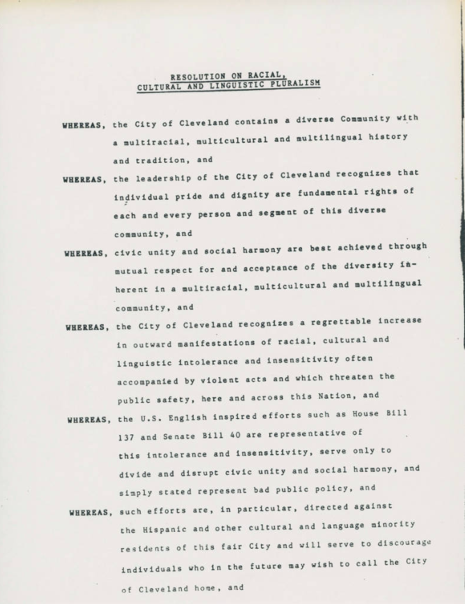 RESOLUTION ON RACIAL,
CULTURAL AND LINGUISTIC PLURALISM
WHEREAS, the City of Cleveland contains a diverse Community with
a multiracial, multicultural and multilingual history
and tradition, and
WHEREAS, the leadership of the City of Cleveland recognizes that
individual pride and dignity are fundamental rights of
each and every person and segment of this diverse
community, and
WHEREAS, civic unity and social harmony are best achieved through
mutual respect for and acceptance of the diversity in-
herent in a multiracial, multicultural and multilingual
community, and
WHEREAS, the City of Cleveland recognizes a regrettable increase
in outward manifestations of racial, cultural and
linguistic intolerance and insensitivity often
accompanied by violent acts and which threaten the
public safety, here and across this Nation, and
WHEREAS, the U.S. English inspired efforts such as House Bill
137 and Senate Bill 40 are representative of
this intolerance and insensitivity, serve only to
divide and disrupt civic unity and social harmony, and
simply stated represent bad public policy, and
WHEREAS, such efforts are, in particular, directed against
the Hispanic and other cultural and language minority
residents of this fair City and will serve to discourage
individuals who in the future may wish to call the City
of Cleveland home, and